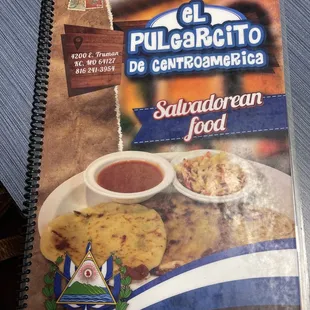 EL
PULGARCITO
DE CENTROAMERICA
4200 E. Truman
KC, MO 64127
816 241-3954
Salvadorean
food